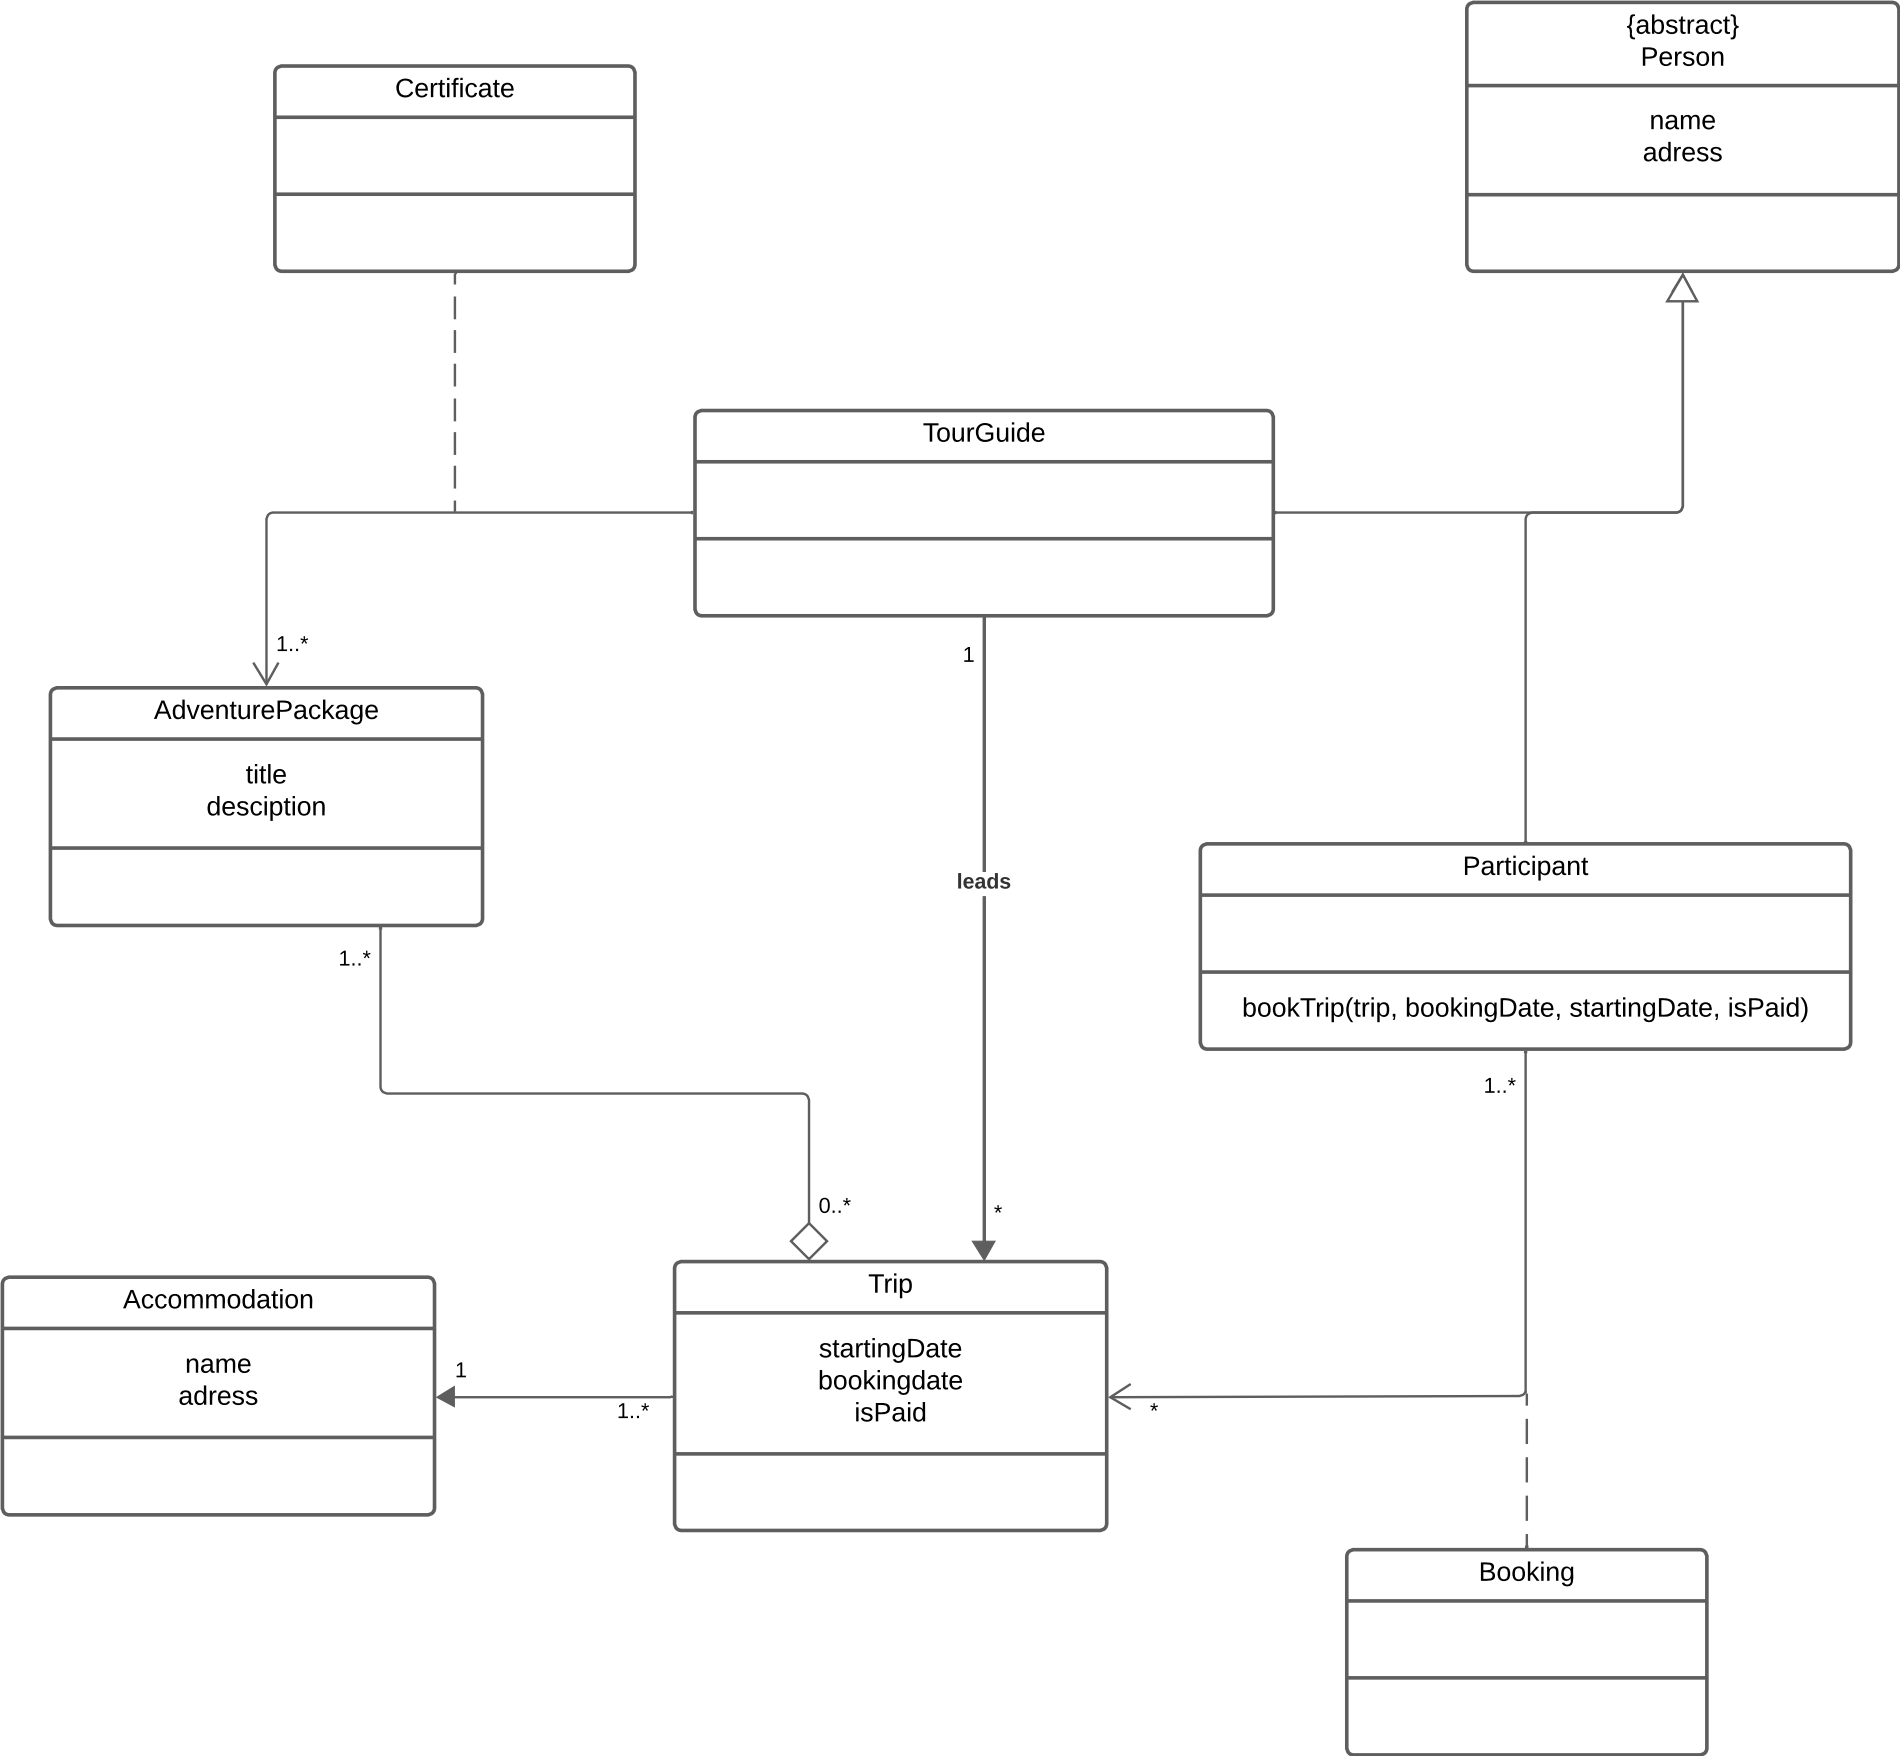 {abstract}
Person
name
adress
Certificate
TourGuide
1..*
1
AdventurePackage
title
desciption
leads
Participant
bookTrip(trip, bookingDate, startingDate, isPaid)
1..*
1..*
0..*
*
Trip
startingDate
bookingdate
isPaid
Accommodation
name
adress
1
1..*
*
Booking